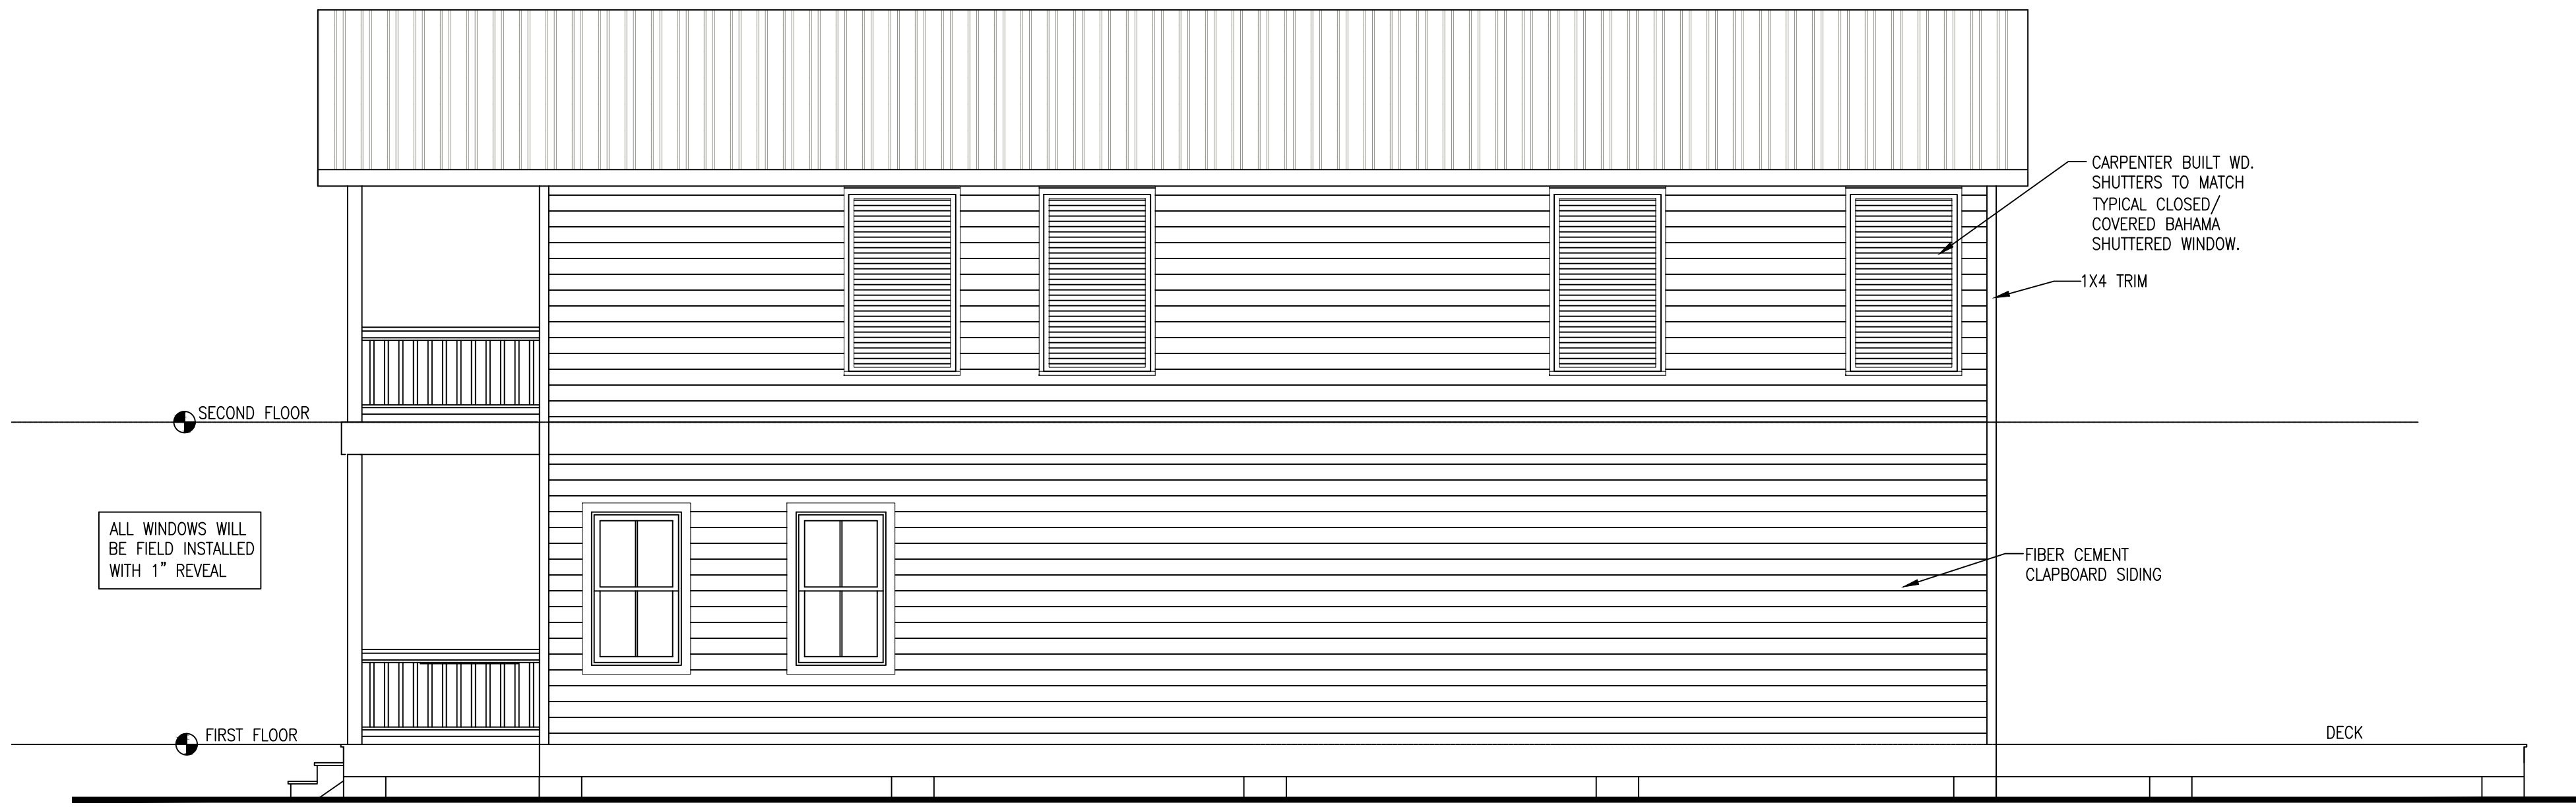 CARPENTER BUILT WD.
SHUTTERS TO MATCH
TYPICAL CLOSED/
COVERED BAHAMA
SHUTTERED WINDOW.
1X4 TRIM
SECOND FLOOR
ALL WINDOWS WILL
BE FIELD INSTALLED
WITH 1" REVEAL
FIBER CEMENT
CLAPBOARD SIDING
FIRST FLOOR
DECK